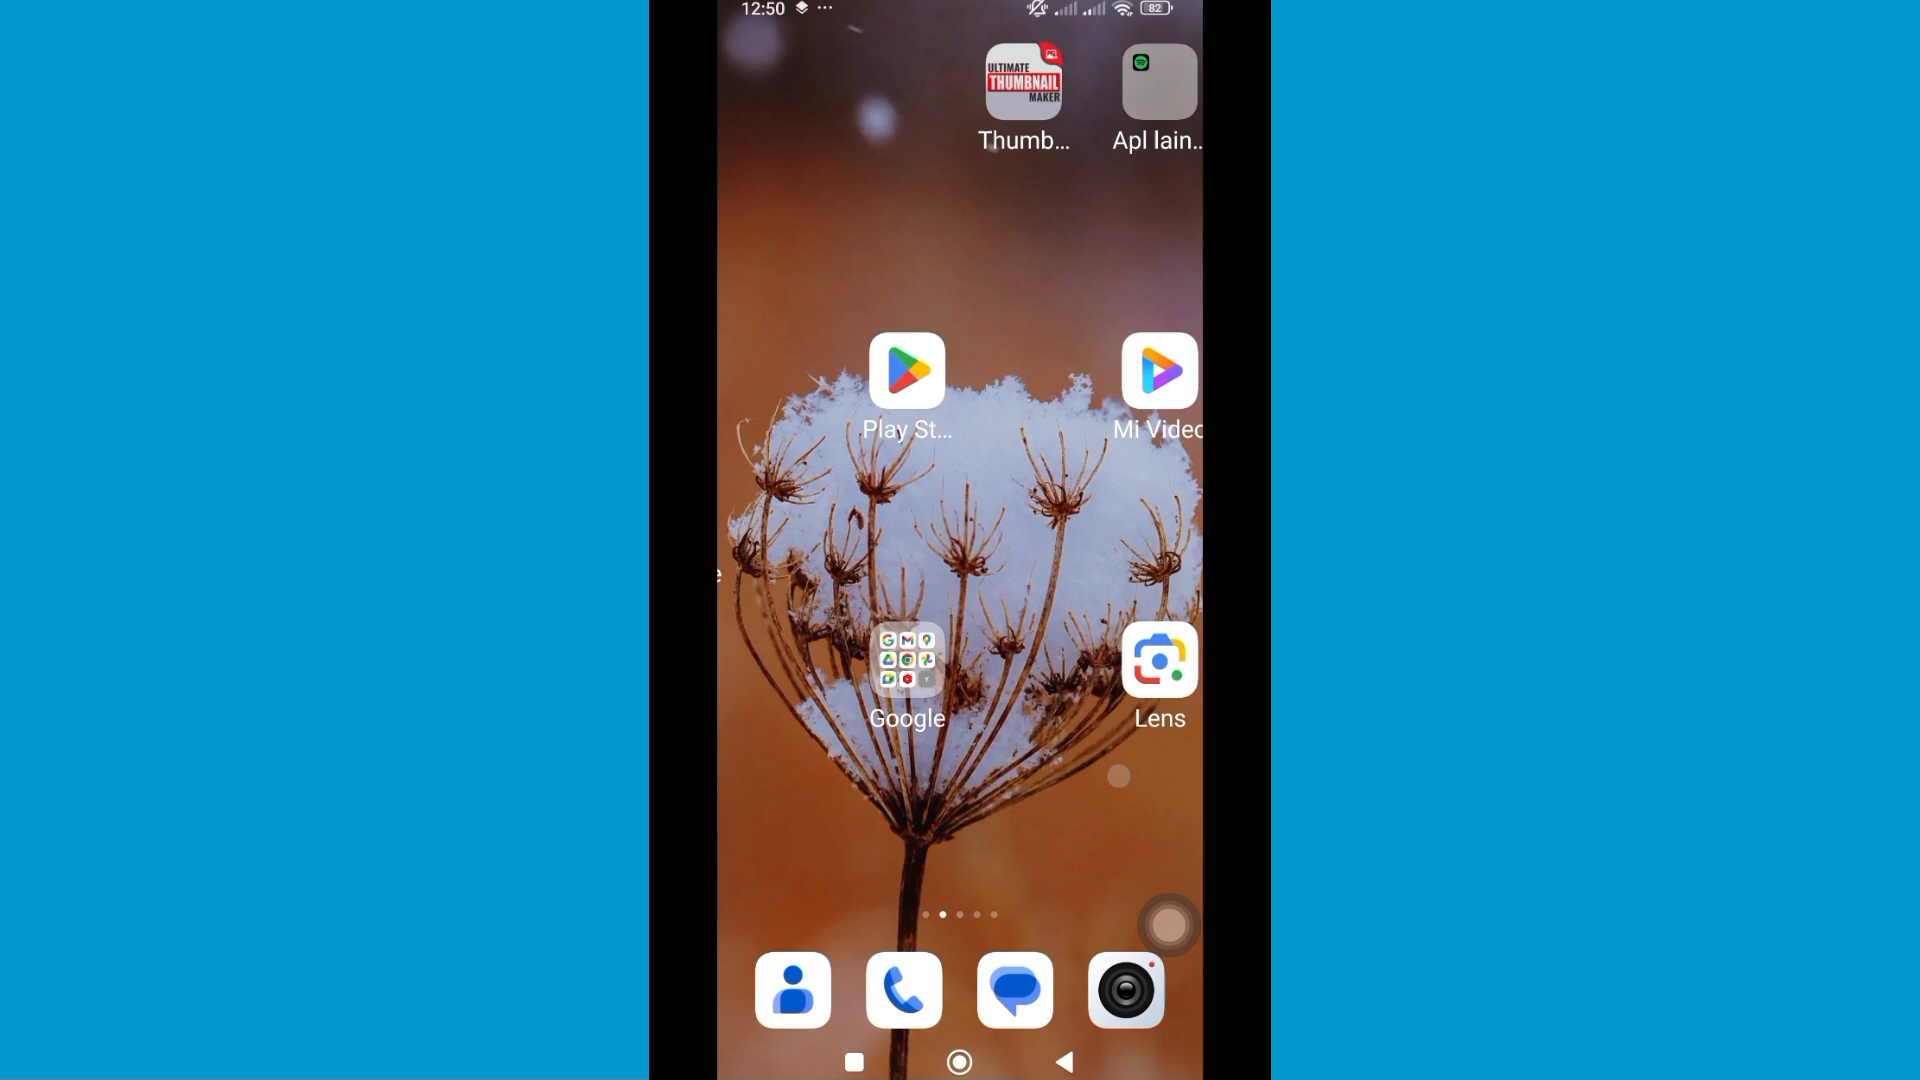 12:50
82
ULTIMATE
THUMBNAIL
MAKER
Thumb...
Apl lain..
Play St...
Mi Video
e
Google
Lens